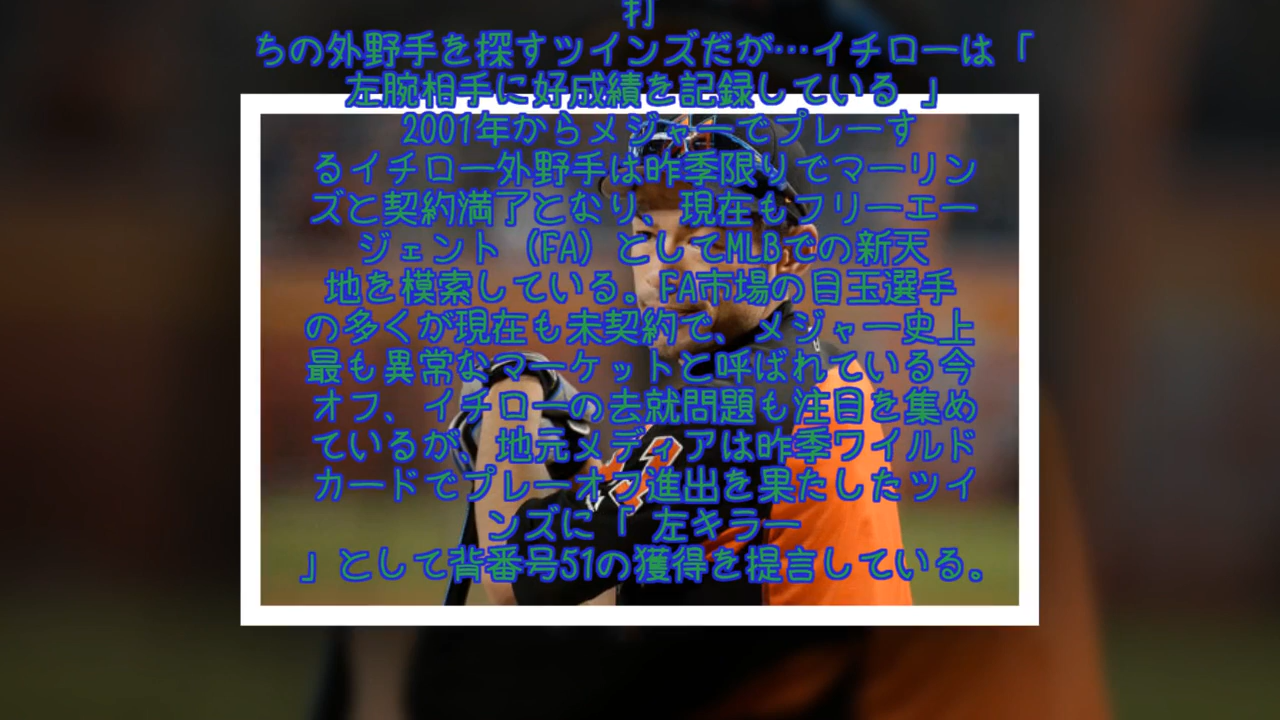 打
ちの外野手を探すツインズだが…イチローは「
左腕相手に好成績を記録している 」
2001年からメジャーでプレーす
るイチロー外野手は昨季限りでマーリン
ズと契約満了となり、現在もフリーエー
ジェント（FA）としてMLBでの新天
地を模索している。FA市場の目玉選手
の多くが現在も未契約で、メジャー史上
最も異常なマーケットと呼ばれている今
オフ、イチローの去就問題も注目を集め
ているが、地元メディアは昨季ワイルド
カードでプレーオフ進出を果たしたツイ
ンズに「 左キラー
」として背番号51の獲得を提言している。